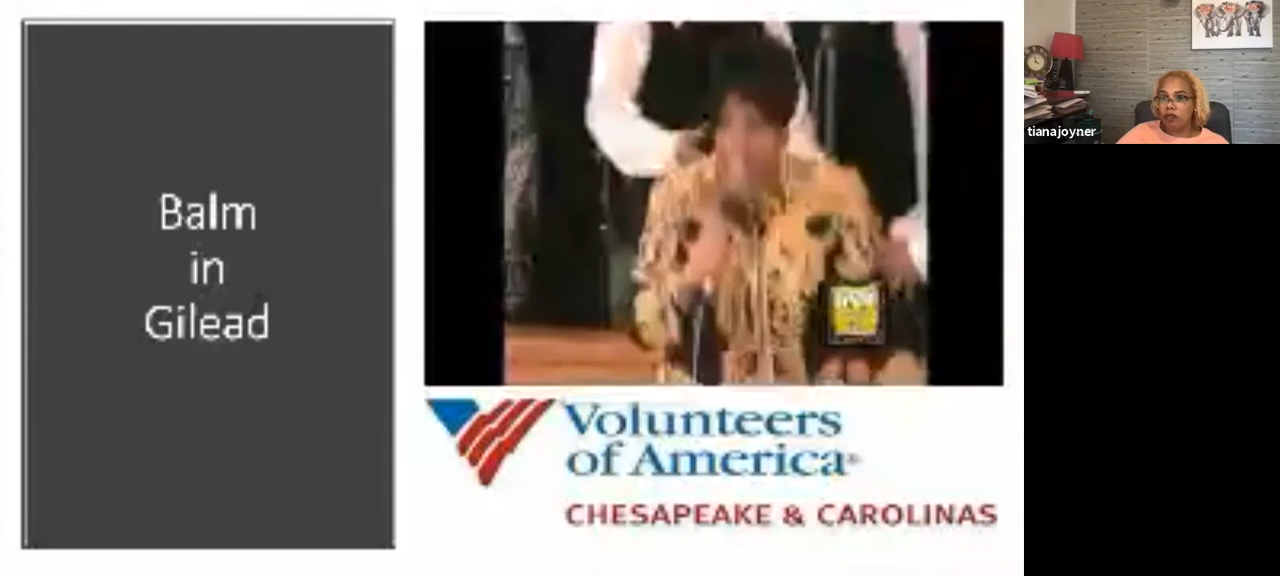 Balm
in
Gilead
Volunteers
of America®
CHESAPEAKE & CAROLINAS
tianajoyner